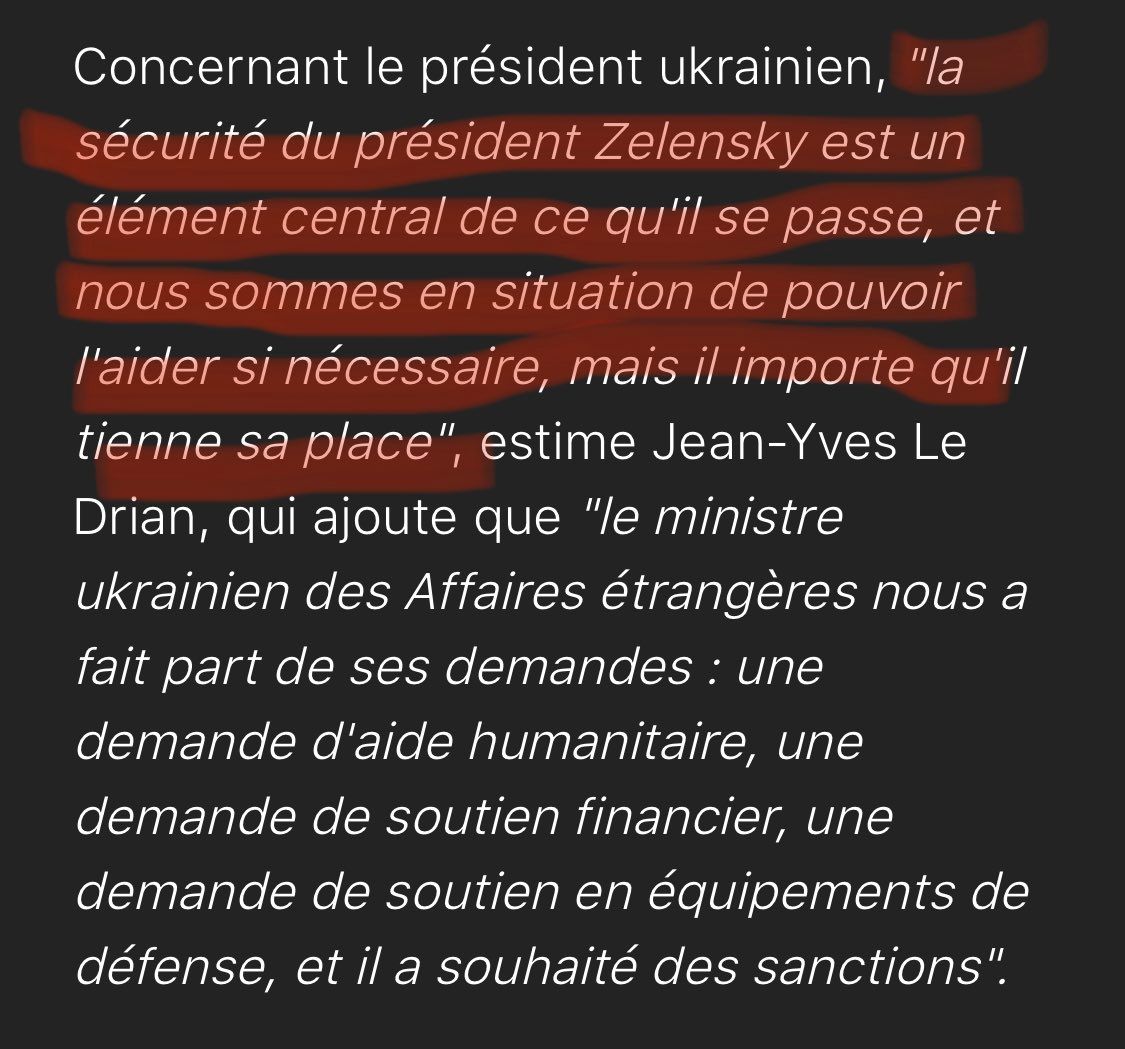 Concernant le président ukrainien, "la
sécurité du président Zelensky est un
élément central de ce qu'il se passe, et
nous sommes en situation de pouvoir
l'aider si nécessaire, mais il importe qu'il
tienne sa place", estime Jean-Yves Le
Drian, qui ajoute que "le ministre
ukrainien des Affaires étrangères nous a
fait part de ses demandes : une
demande d'aide humanitaire, une
demande de soutien financier, une
demande de soutien en équipements de
défense, et il a souhaité des sanctions".